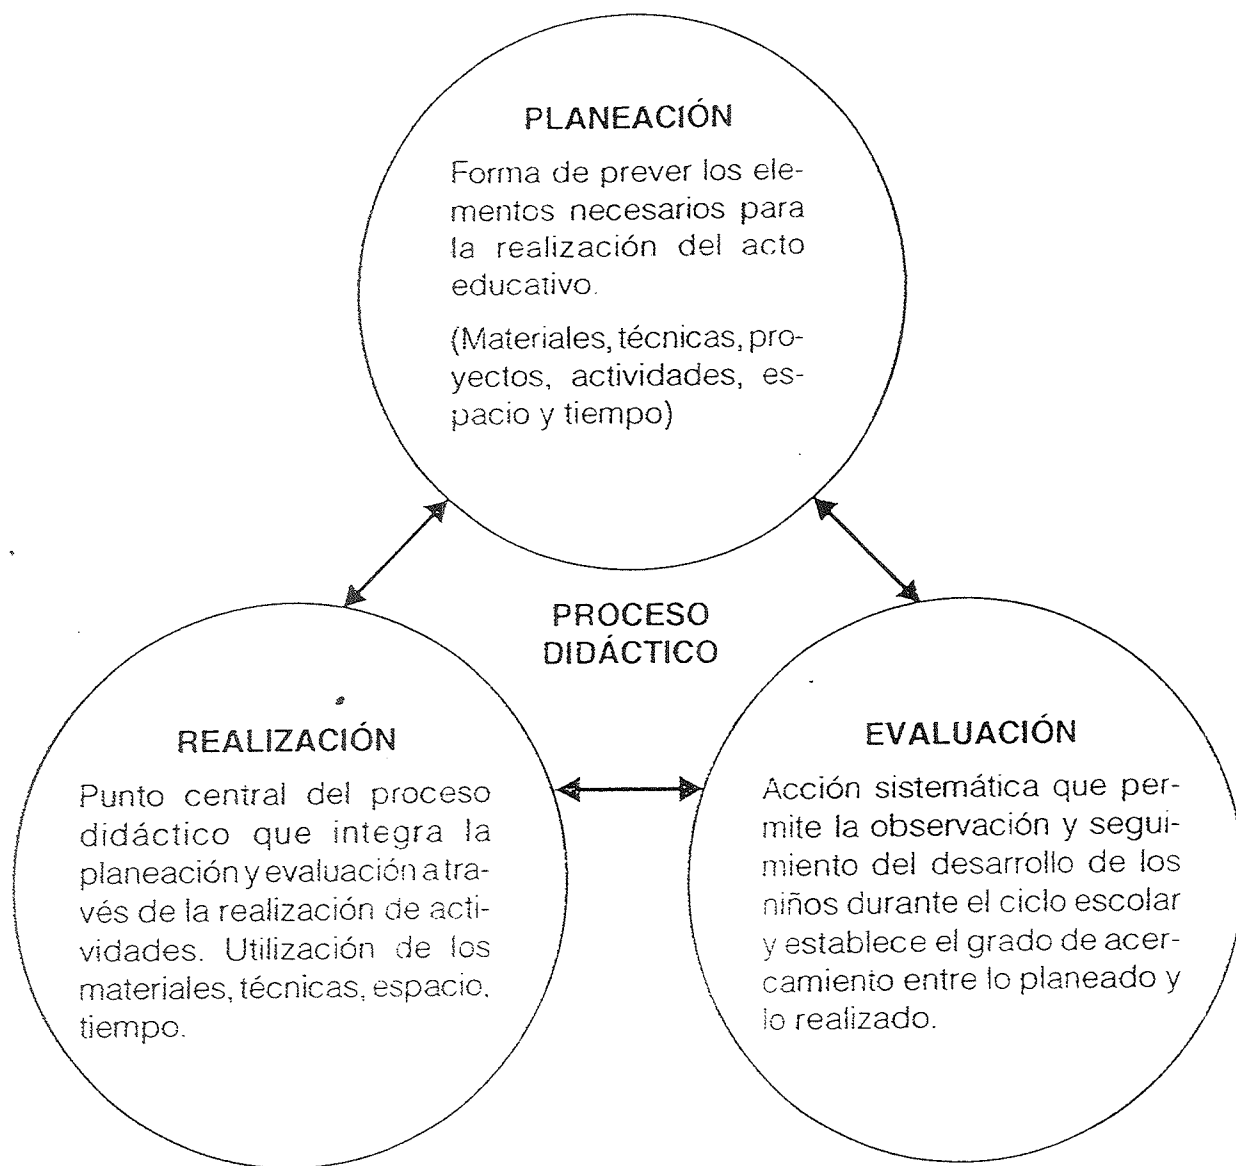 PLANEACIÓN
Forma de prever los ele-
mentos necesarios para
la realización del acto
educativo.
(Materiales, técnicas, pro-
yectos, actividades, es-
pacio y tiempo)
PROCESO
DIDÁCTICO
REALIZACIÓN
Punto central del proceso
didáctico que integra la
planeación y evaluación a tra-
vés de la realización de acti-
vidades. Utilización de los
materiales, técnicas, espacio,
tiempo.
EVALUACIÓN
Acción sistemática que per-
mite la observación y segui-
miento del desarrollo de los
niños durante el ciclo escolar
y establece el grado de acer-
camiento entre lo planeado y
lo realizado.